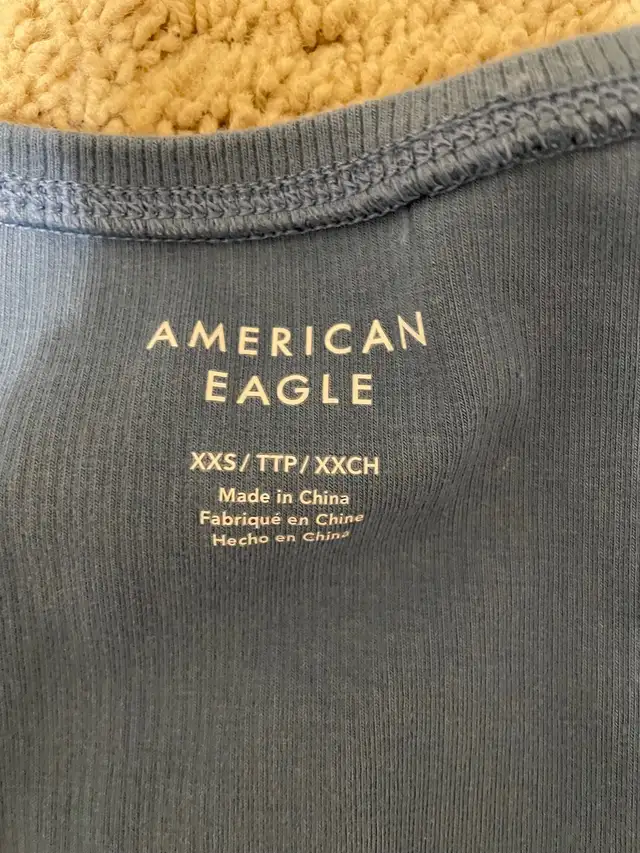 AMERICAN
EAGLE
XXS/TTP/XXCH
Made in China
Fabriqué en Chine
Hecho en China